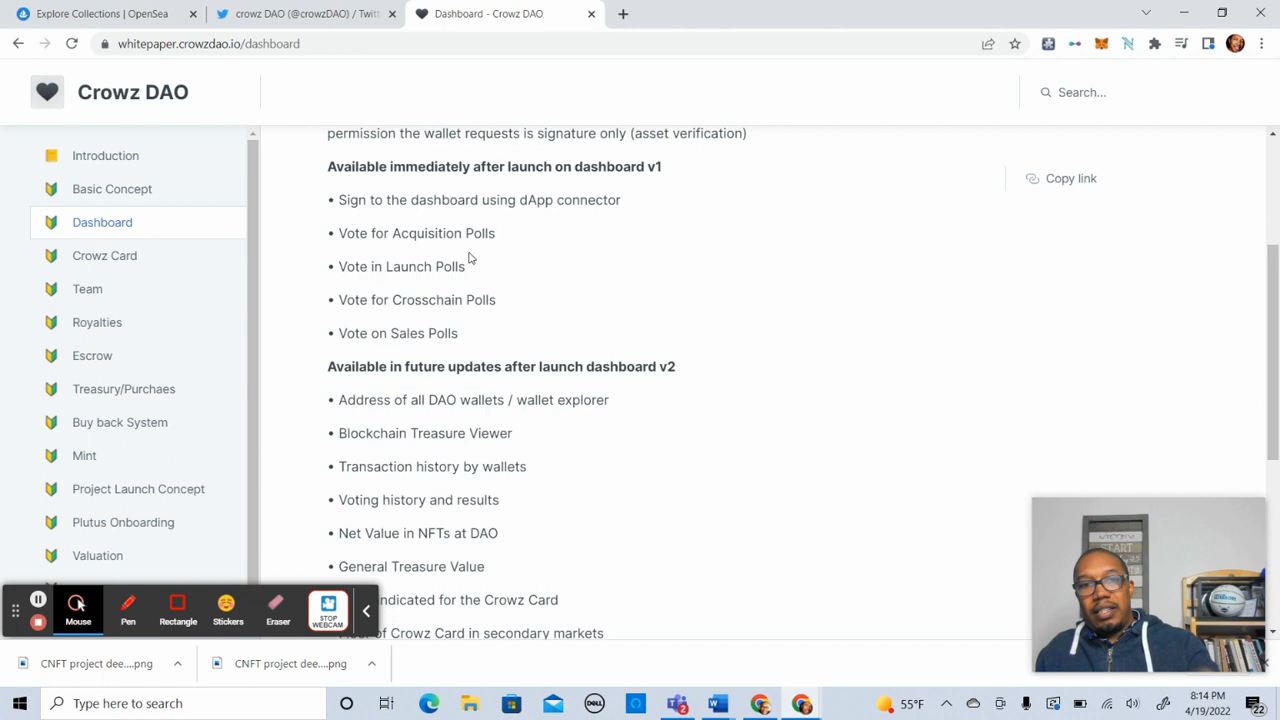 Explore Collections | OpenSea
crowz DAO (@crowzDAO) / Twitt
Dashboard - Crowz DAO
whitepaper.crowzdao.io/dashboard
Crowz DAO
Search...
Introduction
Basic Concept
Dashboard
Crowz Card
Team
Royalties
Escrow
Treasury/Purchaes
Buy back System
Mint
Project Launch Concept
Plutus Onboarding
Valuation
permission the wallet requests is signature only (asset verification)
Available immediately after launch on dashboard v1
• Sign to the dashboard using dApp connector
• Vote for Acquisition Polls
• Vote in Launch Polls
• Vote for Crosschain Polls
• Vote on Sales Polls
Available in future updates after launch dashboard v2
• Address of all DAO wallets / wallet explorer
• Blockchain Treasure Viewer
• Transaction history by wallets
• Voting history and results
• Net Value in NFTs at DAO
• General Treasure Value
indicated for the Crowz Card
of Crowz Card in secondary markets
Copy link
START
Mouse
Pen
Rectangle
Stickers
Eraser
STOP
WEBCAM
CNFT project dee....png
CNFT project dee....png
Type here to search
DELL
55°F
8:14 PM
4/19/2022
22